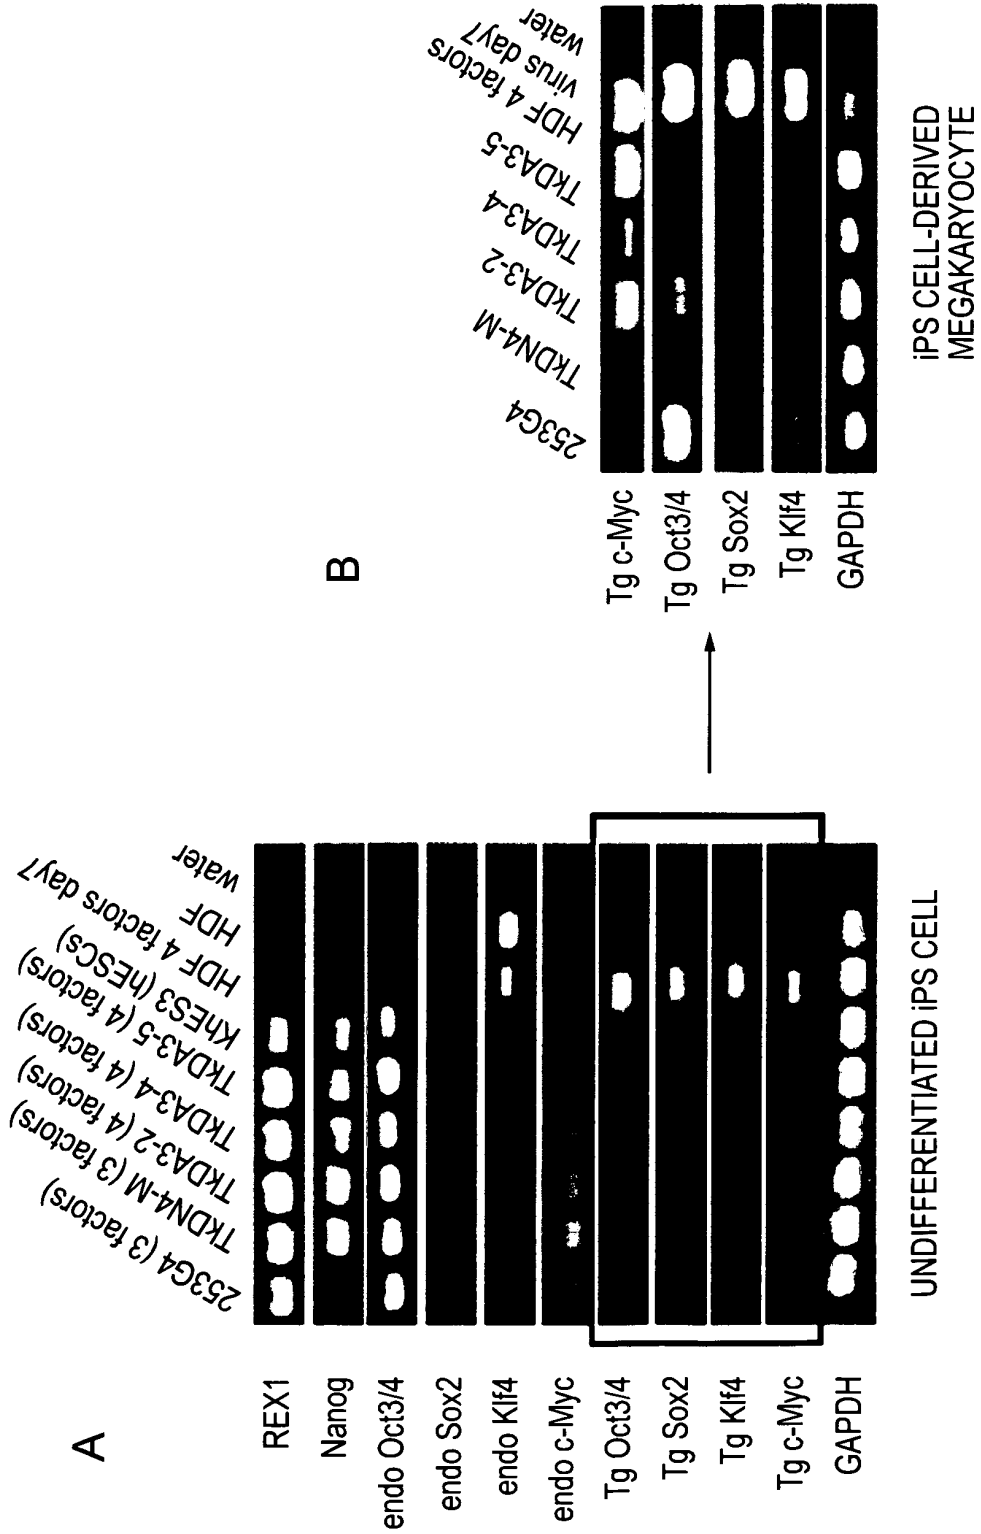 A
253G4 (3 factors)
TkDN4-M (3 factors)
TkDA3-2 (4 factors)
TkDA3-4 (4 factors)
TkDA3-5 (4 factors)
KhES3 (hESCs)
HDF 4 factors day7
HDF
water
REX1
Nanog
endo Oct3/4
endo Sox2
endo Klf4
endo c-Myc
Tg Oct3/4
Tg Sox2
Tg Klf4
Tg c-Myc
GAPDH
UNDIFFERENTIATED iPS CELL
B
253G4
TkDN4-M
TkDA3-2
TkDA3-4
TkDA3-5
HDF 4 factors
virus day7
water
Tg c-Myc
Tg Oct3/4
Tg Sox2
Tg Klf4
GAPDH
iPS CELL-DERIVED
MEGAKARYOCYTE